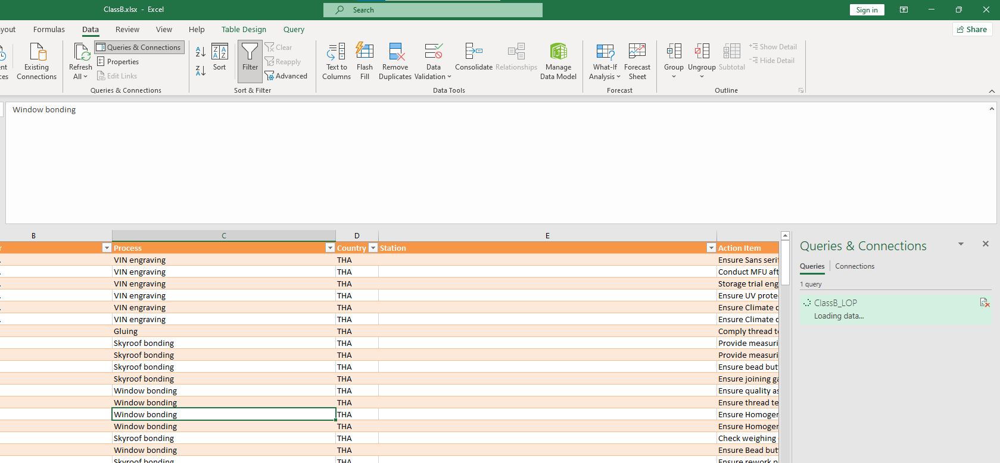 ClassB.xlsx - Excel
Search
Sign in
Formulas
Data
Review
View
Help
Table Design
Query
Share
Existing
Connections
Refresh
All
Queries & Connections
Properties
Edit Links
Queries & Connections
Sort
Filter
Clear
Reapply
Advanced
Sort & Filter
Text to
Columns
Flash
Fill
Remove
Duplicates
Data
Validation
Consolidate
Relationships
Manage
Data Model
Data Tools
What-If
Analysis
Forecast
Sheet
Forecast
Group
Ungroup
Subtotal
Show Detail
Hide Detail
Outline
Window bonding
B C D E
Process Country Station Action Item
VIN engraving THA Ensure Sans serif
VIN engraving THA Conduct MFU aft
VIN engraving THA Storage trial eng
VIN engraving THA Ensure UV prote
VIN engraving THA Ensure Climate c
VIN engraving THA Ensure Climate c
Gluing THA Comply thread t
Skyroof bonding THA Provide measuri
Skyroof bonding THA Provide measuri
Skyroof bonding THA Ensure bead but
Skyroof bonding THA Ensure joining ga
Window bonding THA Ensure quality as
Window bonding THA Ensure thread te
Window bonding THA Ensure Homoger
Window bonding THA Ensure Homoger
Skyroof bonding THA Check weighing
Window bonding THA Ensure Bead but
Skyroof bonding THA Ensure rework p
Queries & Connections
Queries Connections
1 query
ClassB_LOP
Loading data...